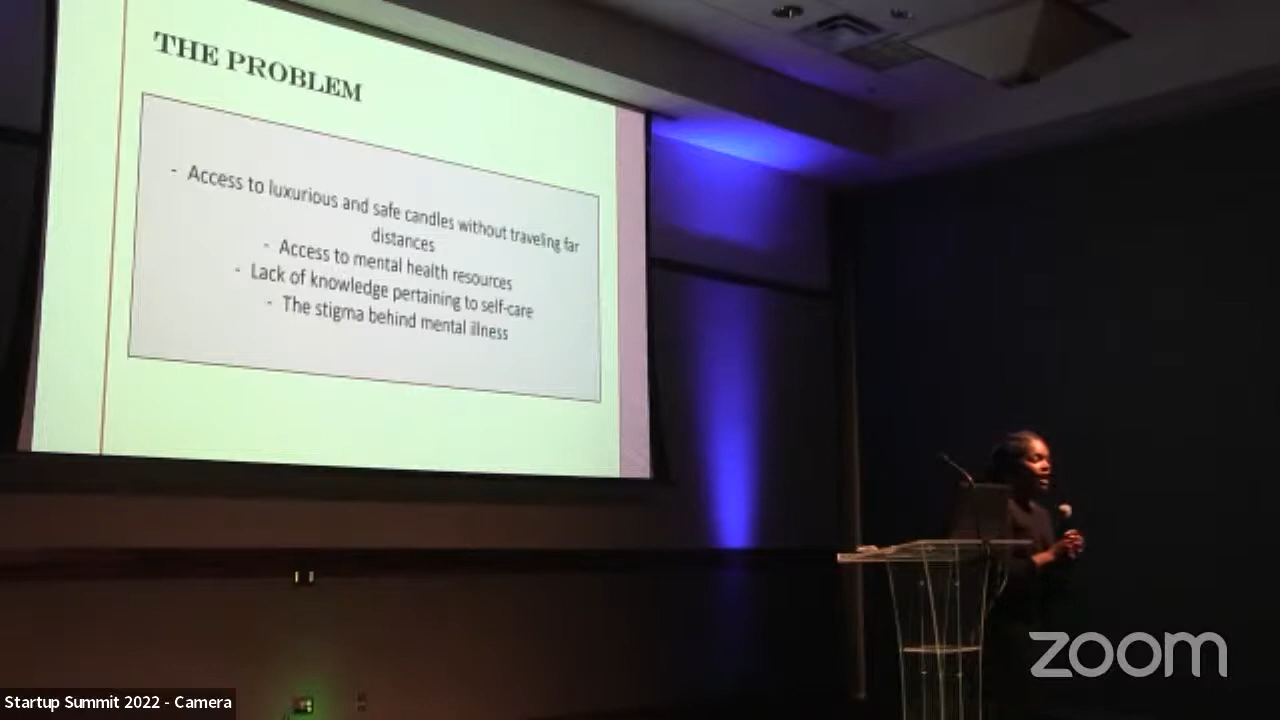 THE PROBLEM
- Access to luxurious and safe candles without traveling far
distances
- Access to mental health resources
- Lack of knowledge pertaining to self-care
- The stigma behind mental illness
zoom
Startup Summit 2022 - Camera